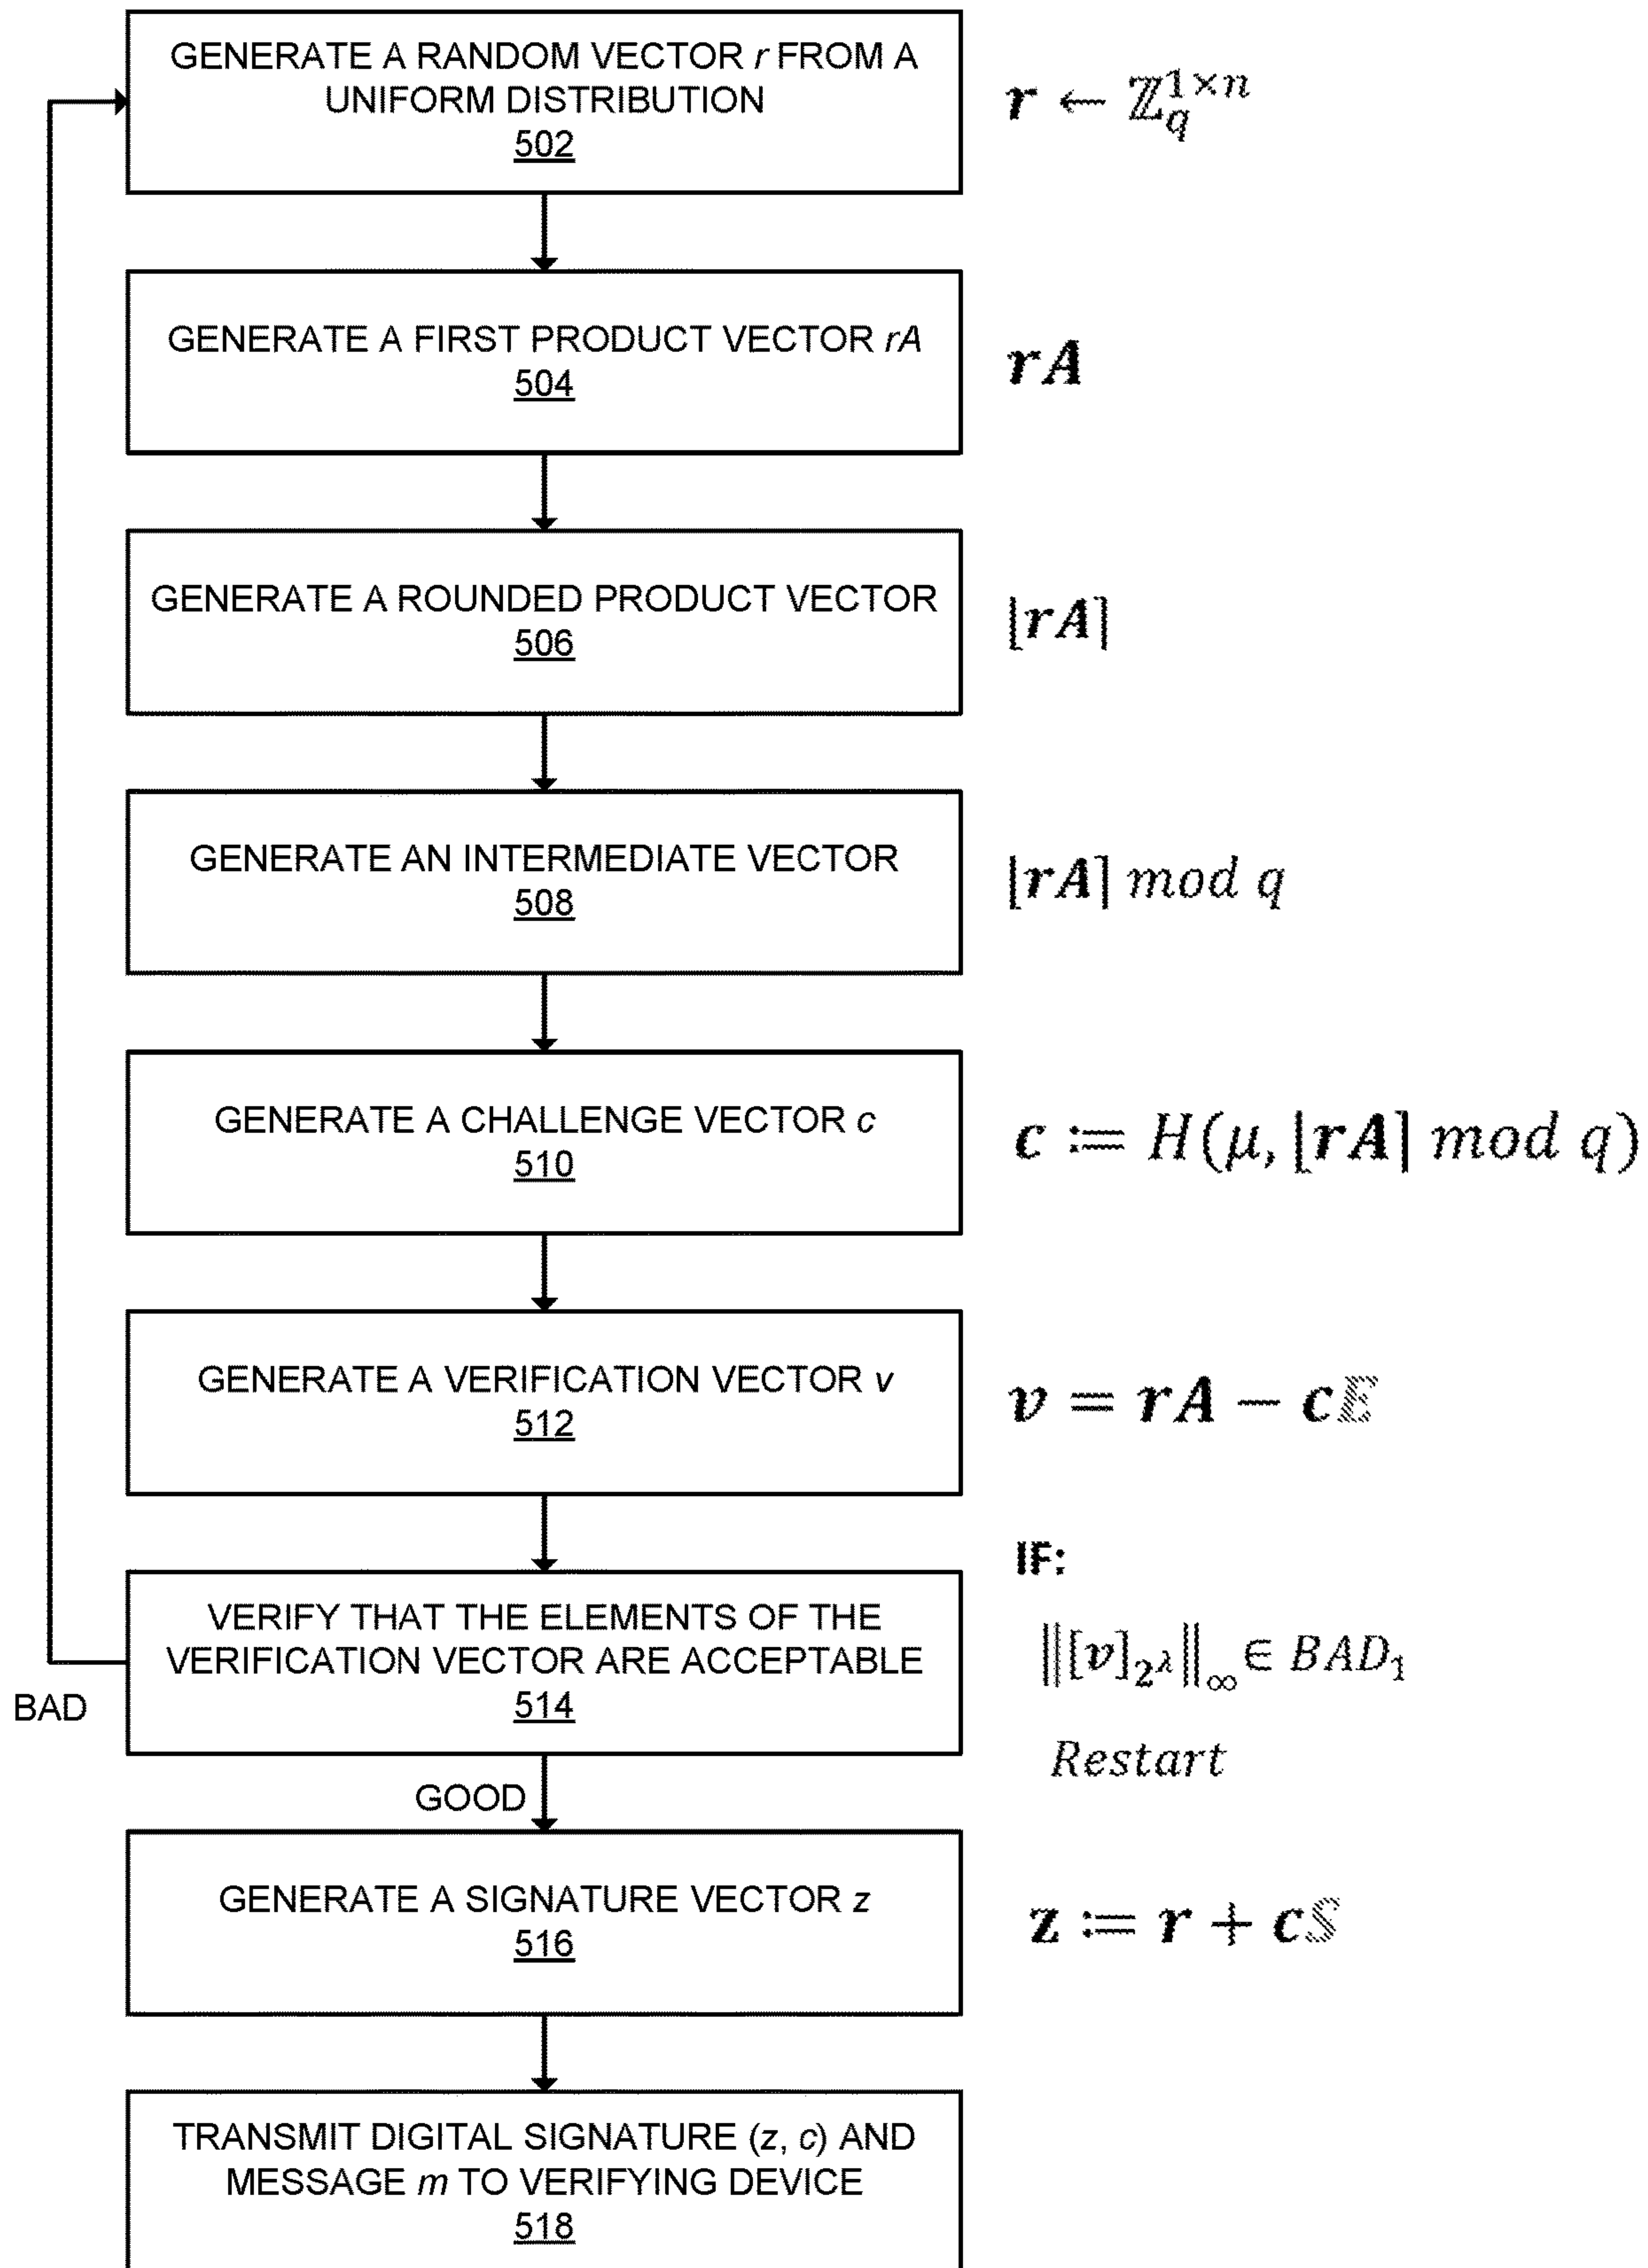 GENERATE A RANDOM VECTOR r FROM A
UNIFORM DISTRIBUTION
502
r ← ℤ_q^{1×n}
GENERATE A FIRST PRODUCT VECTOR rA
504
rA
GENERATE A ROUNDED PRODUCT VECTOR
506
⌊rA⌉
GENERATE AN INTERMEDIATE VECTOR
508
⌊rA⌉ mod q
GENERATE A CHALLENGE VECTOR c
510
c := H(μ, ⌊rA⌉ mod q)
GENERATE A VERIFICATION VECTOR v
512
v = rA − c𝔼
VERIFY THAT THE ELEMENTS OF THE
VERIFICATION VECTOR ARE ACCEPTABLE
514
IF:
‖[v]_{2^λ}‖_∞ ∈ BAD₁
Restart
BAD
GOOD
GENERATE A SIGNATURE VECTOR z
516
z := r + c𝕊
TRANSMIT DIGITAL SIGNATURE (z, c) AND
MESSAGE m TO VERIFYING DEVICE
518